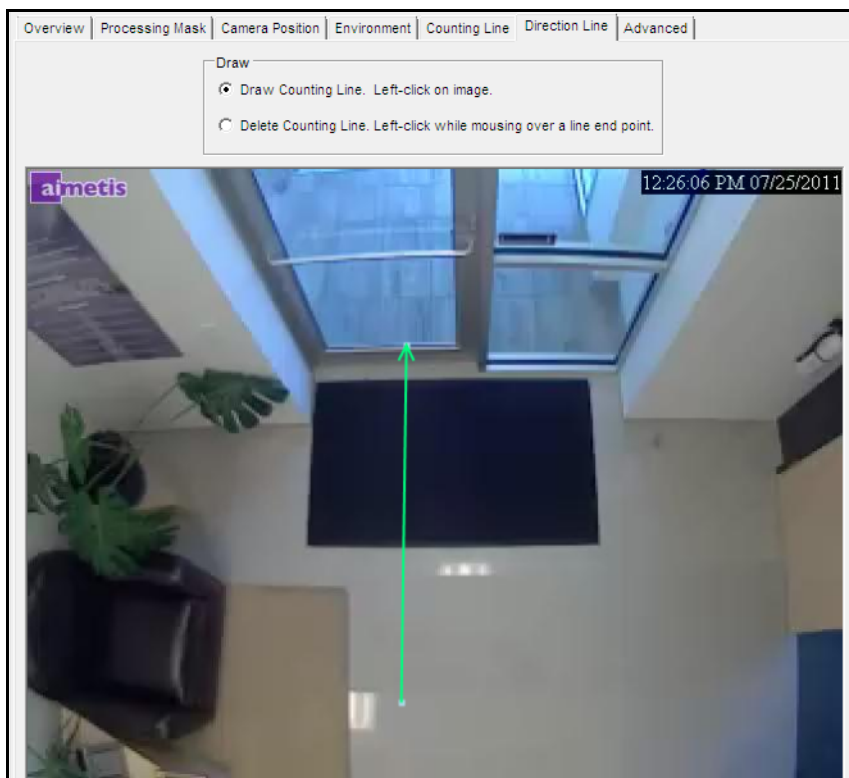 Overview Processing Mask Camera Position Environment Counting Line Direction Line Advanced
Draw
Draw Counting Line.  Left-click on image.
Delete Counting Line. Left-click while mousing over a line end point.
aimetis 12:26:06 PM 07/25/2011